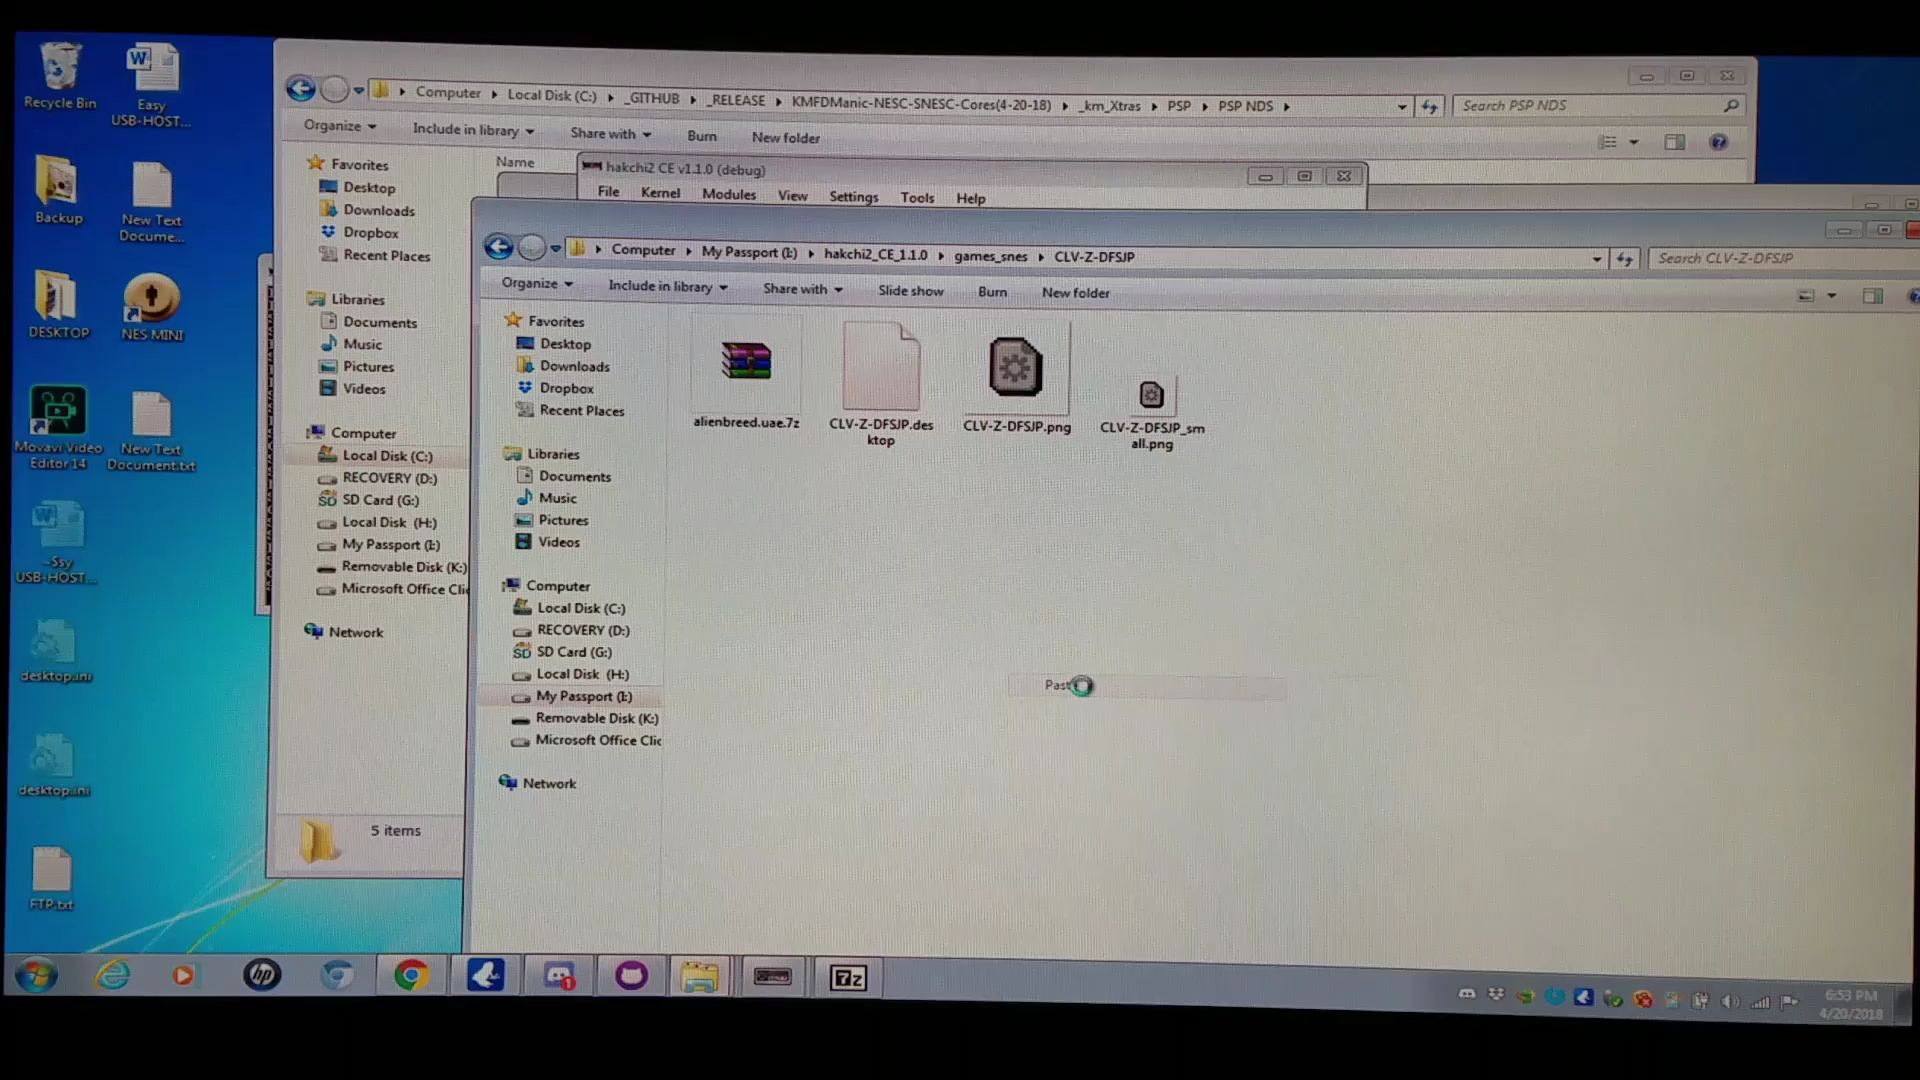 Recycle Bin
Easy
USB-HOST...
Backup
New Text
Docume...
DESKTOP
NES MINI
Movavi Video
Editor 14
New Text
Document.txt
USB-HOST...
desktop.ini
desktop.ini
FTP.txt
Computer
Local Disk (C:)
_GITHUB
_RELEASE
KMFDManic-NESC-SNESC-Cores(4-20-18)
_km_Xtras
PSP
PSP NDS
Search PSP NDS
Organize
Include in library
Share with
Burn
New folder
Favorites
Desktop
Downloads
Dropbox
Recent Places
Libraries
Documents
Music
Pictures
Videos
Computer
Local Disk (C:)
RECOVERY (D:)
SD Card (G:)
Local Disk (H:)
My Passport (I:)
Removable Disk (K:)
Microsoft Office Clic
Network
5 items
Name
hakchi2 CE v1.1.0 (debug)
File
Kernel
Modules
View
Settings
Tools
Help
Computer
My Passport (I:)
hakchi2_CE_1.1.0
games_snes
CLV-Z-DFSJP
Search CLV-Z-DFSJP
Organize
Include in library
Share with
Slide show
Burn
New folder
Favorites
Desktop
Downloads
Dropbox
Recent Places
Libraries
Documents
Music
Pictures
Videos
Computer
Local Disk (C:)
RECOVERY (D:)
SD Card (G:)
Local Disk (H:)
My Passport (I:)
Removable Disk (K:)
Microsoft Office Clic
Network
alienbreed.uae.7z
CLV-Z-DFSJP.des
ktop
CLV-Z-DFSJP.png
CLV-Z-DFSJP_sm
all.png
Past
hp
7z
6:53 PM
4/20/2018